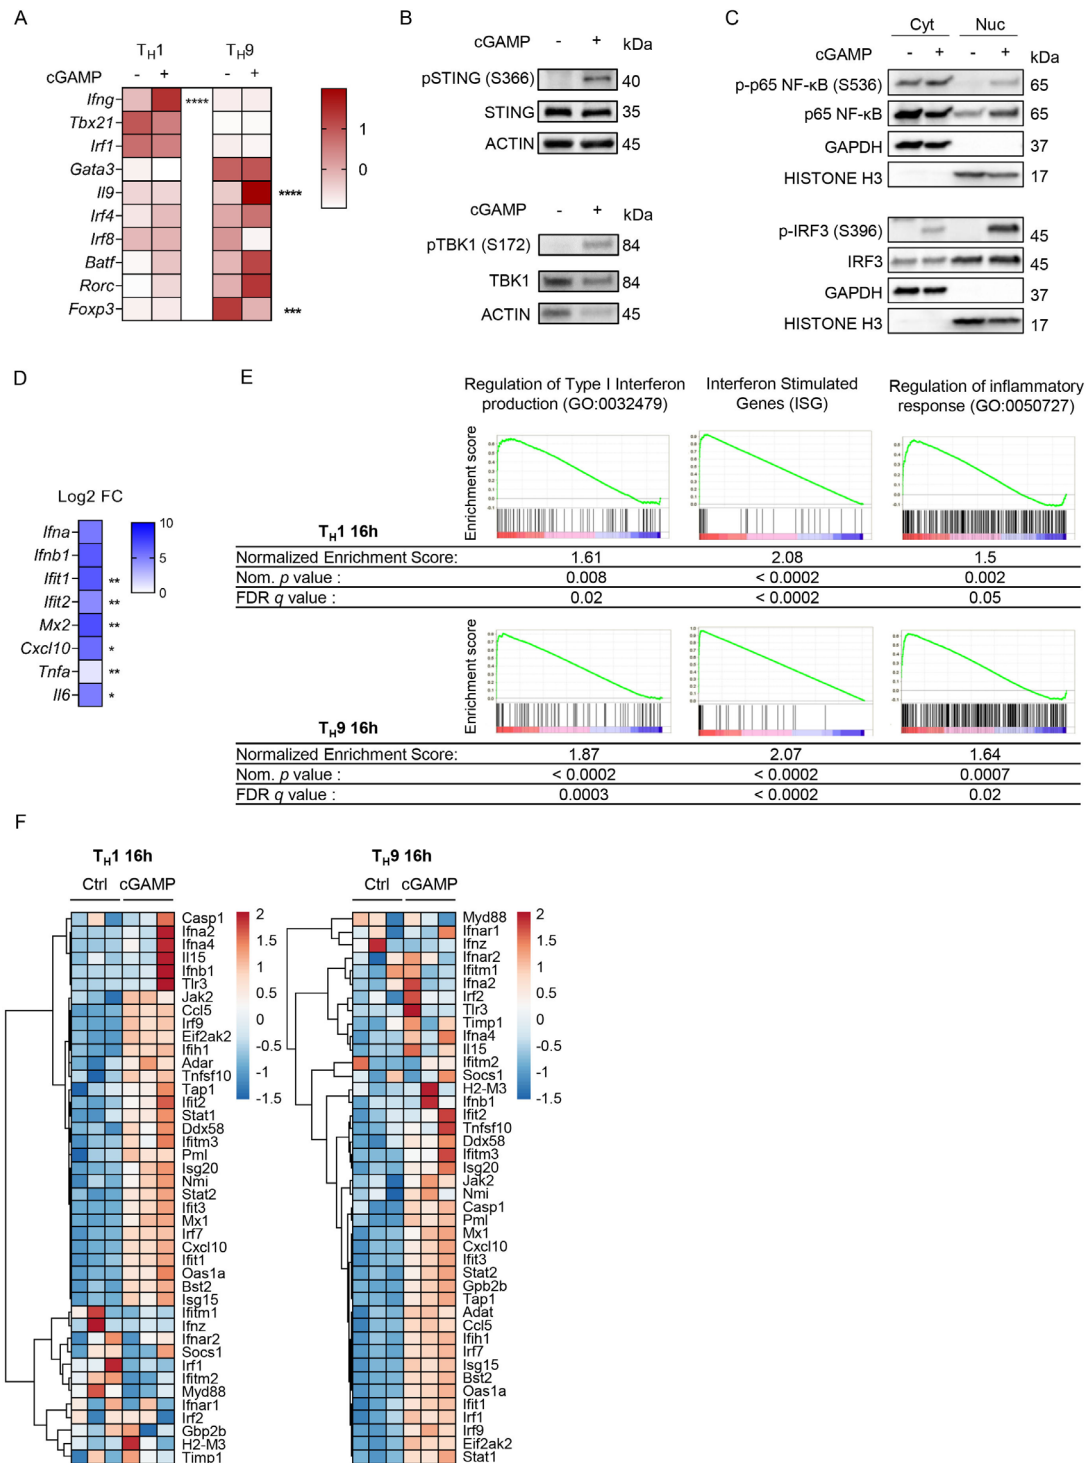 A
T_H1 T_H9
cGAMP - + - +
Ifng ****
Tbx21
Irf1
Gata3
Il9 ****
Irf4
Irf8
Batf
Rorc
Foxp3 ***
1
0
B
cGAMP - + kDa
pSTING (S366) 40
STING 35
ACTIN 45
cGAMP - + kDa
pTBK1 (S172) 84
TBK1 84
ACTIN 45
C
Cyt Nuc
cGAMP - + - + kDa
p-p65 NF-κB (S536) 65
p65 NF-κB 65
GAPDH 37
HISTONE H3 17
p-IRF3 (S396) 45
IRF3 45
GAPDH 37
HISTONE H3 17
D
Log2 FC
Ifna
Ifnb1
Ifit1 **
Ifit2 **
Mx2 **
Cxcl10 *
Tnfa **
Il6 *
10
5
0
E
Regulation of Type I Interferon production (GO:0032479)
Interferon Stimulated Genes (ISG)
Regulation of inflammatory response (GO:0050727)
Enrichment score
T_H1 16h
Normalized Enrichment Score: 1.61 2.08 1.5
Nom. p value : 0.008 < 0.0002 0.002
FDR q value : 0.02 < 0.0002 0.05
Enrichment score
T_H9 16h
Normalized Enrichment Score: 1.87 2.07 1.64
Nom. p value : < 0.0002 < 0.0002 0.0007
FDR q value : 0.0003 < 0.0002 0.02
F
T_H1 16h
Ctrl cGAMP
Casp1
Ifna2
Ifna4
Il15
Ifnb1
Tlr3
Jak2
Ccl5
Irf9
Eif2ak2
Ifih1
Adar
Tnfsf10
Tap1
Ifit2
Stat1
Ddx58
Ifitm3
Pml
Isg20
Nmi
Stat2
Ifit3
Mx1
Irf7
Cxcl10
Ifit1
Oas1a
Bst2
Isg15
Ifitm1
Ifnz
Ifnar2
Socs1
Irf1
Ifitm2
Myd88
Ifnar1
Irf2
Gbp2b
H2-M3
Timp1
2
1.5
1
0.5
0
-0.5
-1
-1.5
T_H9 16h
Ctrl cGAMP
Myd88
Ifnar1
Ifnz
Ifnar2
Ifitm1
Ifna2
Irf2
Tlr3
Timp1
Ifna4
Il15
Ifitm2
Socs1
H2-M3
Ifnb1
Ifit2
Tnfsf10
Ddx58
Ifitm3
Isg20
Jak2
Nmi
Casp1
Pml
Mx1
Cxcl10
Ifit3
Stat2
Gpb2b
Tap1
Adat
Ccl5
Ifih1
Irf7
Isg15
Bst2
Oas1a
Ifit1
Irf1
Irf9
Eif2ak2
Stat1
2
1.5
1
0.5
0
-0.5
-1
-1.5